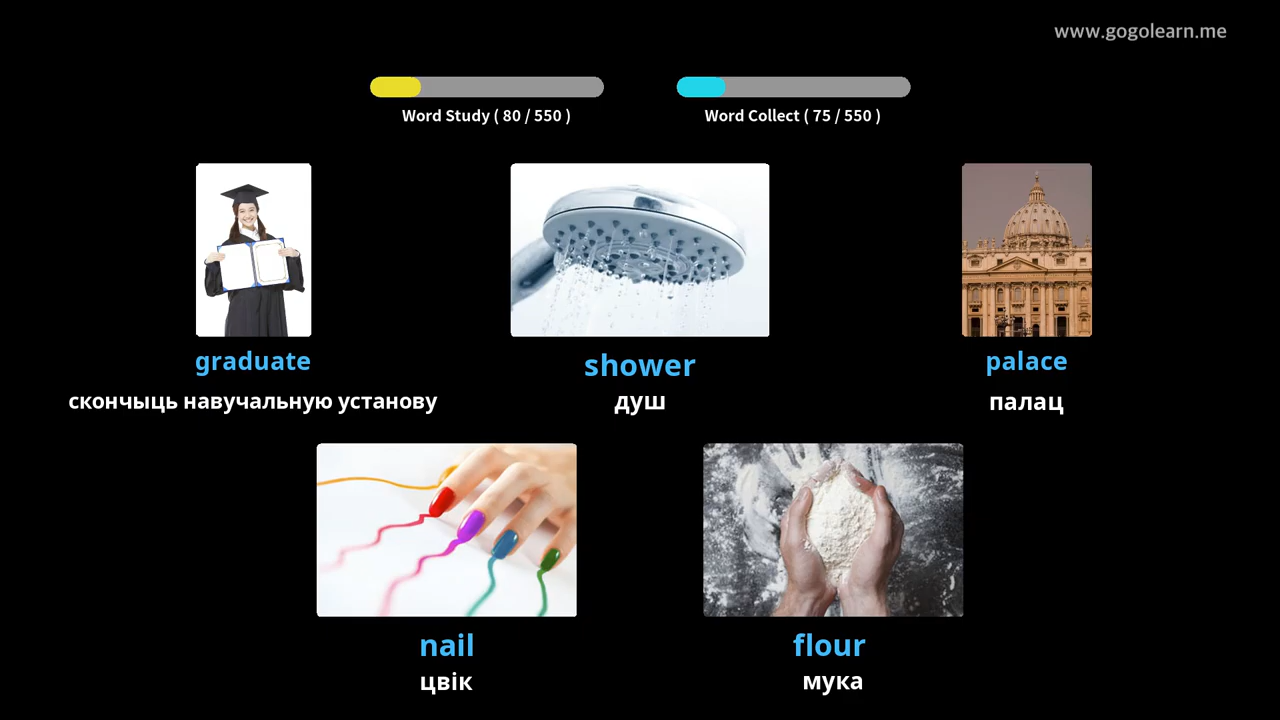 www.gogolearn.me
Word Study ( 80 / 550 )
Word Collect ( 75 / 550 )
graduate
скончыць навучальную установу
shower
душ
palace
палац
nail
цвік
flour
мука